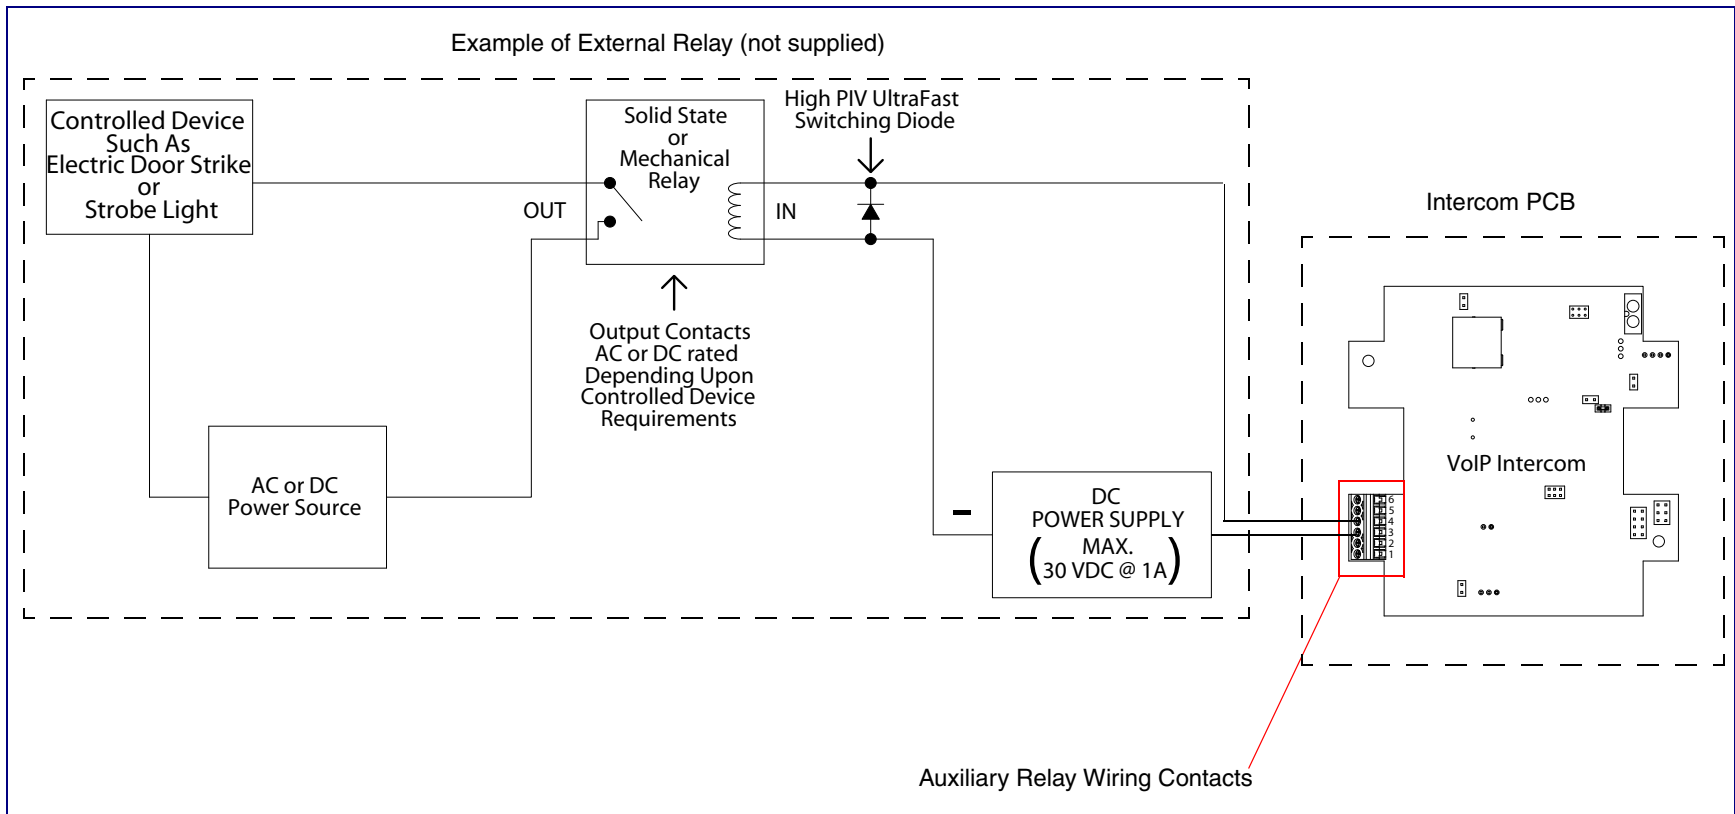 Example of External Relay (not supplied)
Controlled Device
Such As
Electric Door Strike
or
Strobe Light
Solid State
or
Mechanical
Relay
High PIV UltraFast
Switching Diode
OUT
IN
Output Contacts
AC or DC rated
Depending Upon
Controlled Device
Requirements
AC or DC
Power Source
-
DC
POWER SUPPLY
( MAX.
30 VDC @ 1A )
Intercom PCB
VoIP Intercom
6
5
4
3
2
1
Auxiliary Relay Wiring Contacts